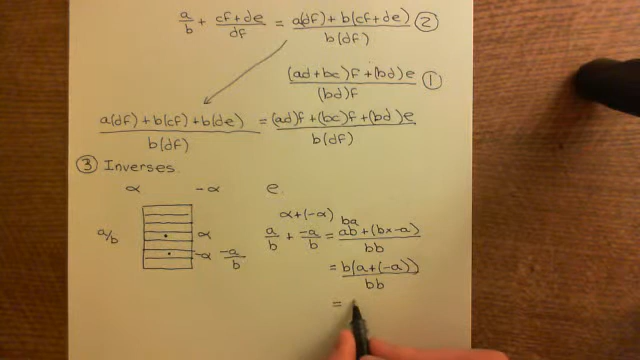 a/b + cf+de/df = a(df)+b(cf+de)/b(df) ②
(ad+bc)f+(bd)e/(bd)f ①
a(df)+b(cf)+b(de)/b(df) = (ad)f+(bc)f+(bd)e/b(df)
③ Inverses.
α -α e.
α+(-α)
ba
a/b α a/b + -a/b = ab+(bx-a)/bb
-α -a/b = b(a+(-a))/bb
=